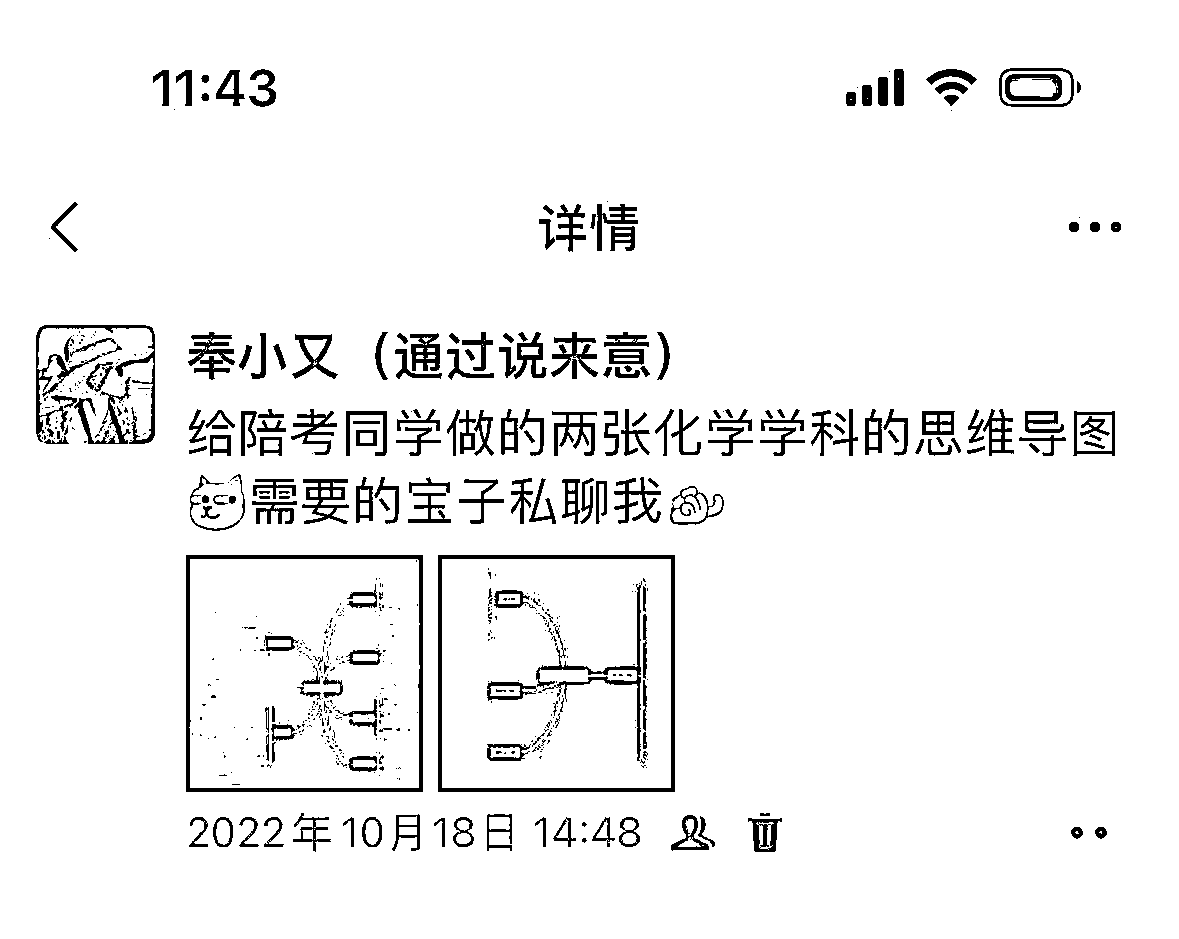 11:43
详情
奉小又（通过说来意）
给陪考同学做的两张化学学科的思维导图
需要的宝子私聊我
2022年10月18日 14:48